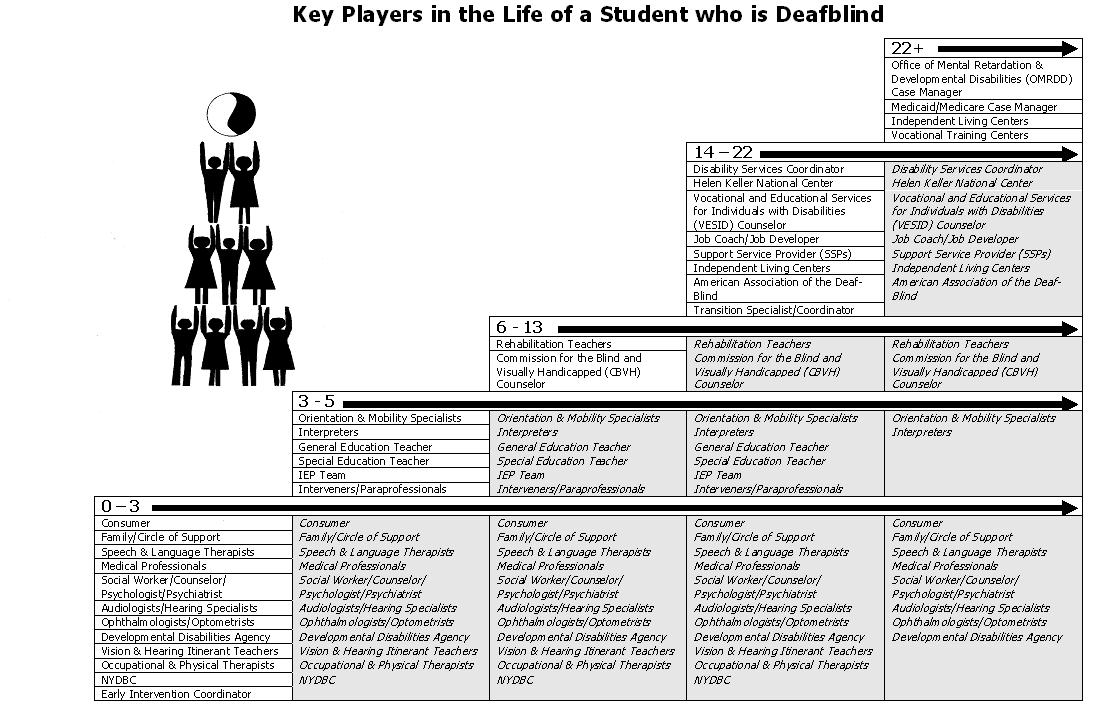 Key Players in the Life of a Student who is Deafblind
22+
Office of Mental Retardation &
Developmental Disabilities (OMRDD)
Case Manager
Medicaid/Medicare Case Manager
Independent Living Centers
Vocational Training Centers
14 – 22
Disability Services Coordinator
Helen Keller National Center
Vocational and Educational Services
for Individuals with Disabilities
(VESID) Counselor
Job Coach/Job Developer
Support Service Provider (SSPs)
Independent Living Centers
American Association of the Deaf-
Blind
Transition Specialist/Coordinator
Disability Services Coordinator
Helen Keller National Center
Vocational and Educational Services
for Individuals with Disabilities
(VESID) Counselor
Job Coach/Job Developer
Support Service Provider (SSPs)
Independent Living Centers
American Association of the Deaf-
Blind
6 - 13
Rehabilitation Teachers
Commission for the Blind and
Visually Handicapped (CBVH)
Counselor
Rehabilitation Teachers
Commission for the Blind and
Visually Handicapped (CBVH)
Counselor
Rehabilitation Teachers
Commission for the Blind and
Visually Handicapped (CBVH)
Counselor
3 - 5
Orientation & Mobility Specialists
Interpreters
General Education Teacher
Special Education Teacher
IEP Team
Interveners/Paraprofessionals
Orientation & Mobility Specialists
Interpreters
General Education Teacher
Special Education Teacher
IEP Team
Interveners/Paraprofessionals
Orientation & Mobility Specialists
Interpreters
General Education Teacher
Special Education Teacher
IEP Team
Interveners/Paraprofessionals
Orientation & Mobility Specialists
Interpreters
0 – 3
Consumer
Family/Circle of Support
Speech & Language Therapists
Medical Professionals
Social Worker/Counselor/
Psychologist/Psychiatrist
Audiologists/Hearing Specialists
Ophthalmologists/Optometrists
Developmental Disabilities Agency
Vision & Hearing Itinerant Teachers
Occupational & Physical Therapists
NYDBC
Early Intervention Coordinator
Consumer
Family/Circle of Support
Speech & Language Therapists
Medical Professionals
Social Worker/Counselor/
Psychologist/Psychiatrist
Audiologists/Hearing Specialists
Ophthalmologists/Optometrists
Developmental Disabilities Agency
Vision & Hearing Itinerant Teachers
Occupational & Physical Therapists
NYDBC
Consumer
Family/Circle of Support
Speech & Language Therapists
Medical Professionals
Social Worker/Counselor/
Psychologist/Psychiatrist
Audiologists/Hearing Specialists
Ophthalmologists/Optometrists
Developmental Disabilities Agency
Vision & Hearing Itinerant Teachers
Occupational & Physical Therapists
NYDBC
Consumer
Family/Circle of Support
Speech & Language Therapists
Medical Professionals
Social Worker/Counselor/
Psychologist/Psychiatrist
Audiologists/Hearing Specialists
Ophthalmologists/Optometrists
Developmental Disabilities Agency
Vision & Hearing Itinerant Teachers
Occupational & Physical Therapists
NYDBC
Consumer
Family/Circle of Support
Speech & Language Therapists
Medical Professionals
Social Worker/Counselor/
Psychologist/Psychiatrist
Audiologists/Hearing Specialists
Ophthalmologists/Optometrists
Developmental Disabilities Agency